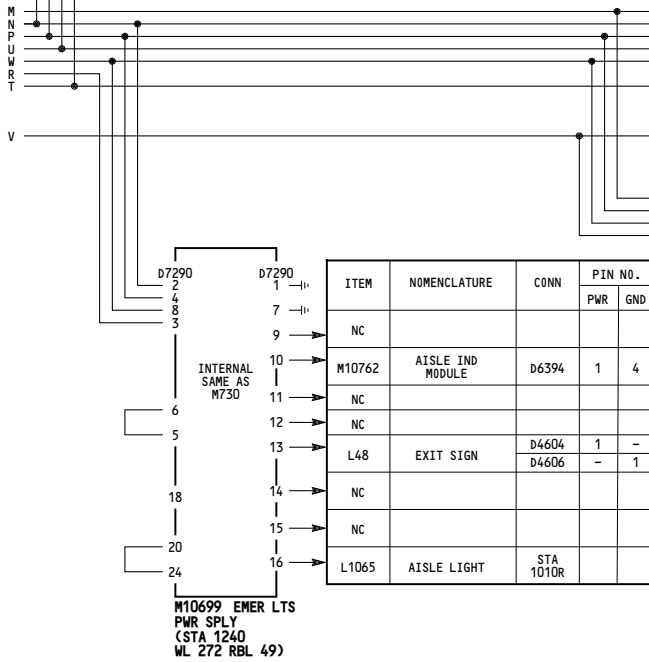 M
N
P
U
W
R
T
V
D7290
D7290
2
4
8
3
6
5
18
20
24
1
7
9
10
11
12
13
14
15
16
INTERNAL
SAME AS
M730
M10699 EMER LTS
PWR SPLY
(STA 1240
WL 272 RBL 49)
ITEM NOMENCLATURE CONN PIN NO.
PWR GND
NC
M10762 AISLE IND MODULE D6394 1 4
NC
NC
L48 EXIT SIGN D4604 1 –
D4606 – 1
NC
NC
L1065 AISLE LIGHT STA 1010R